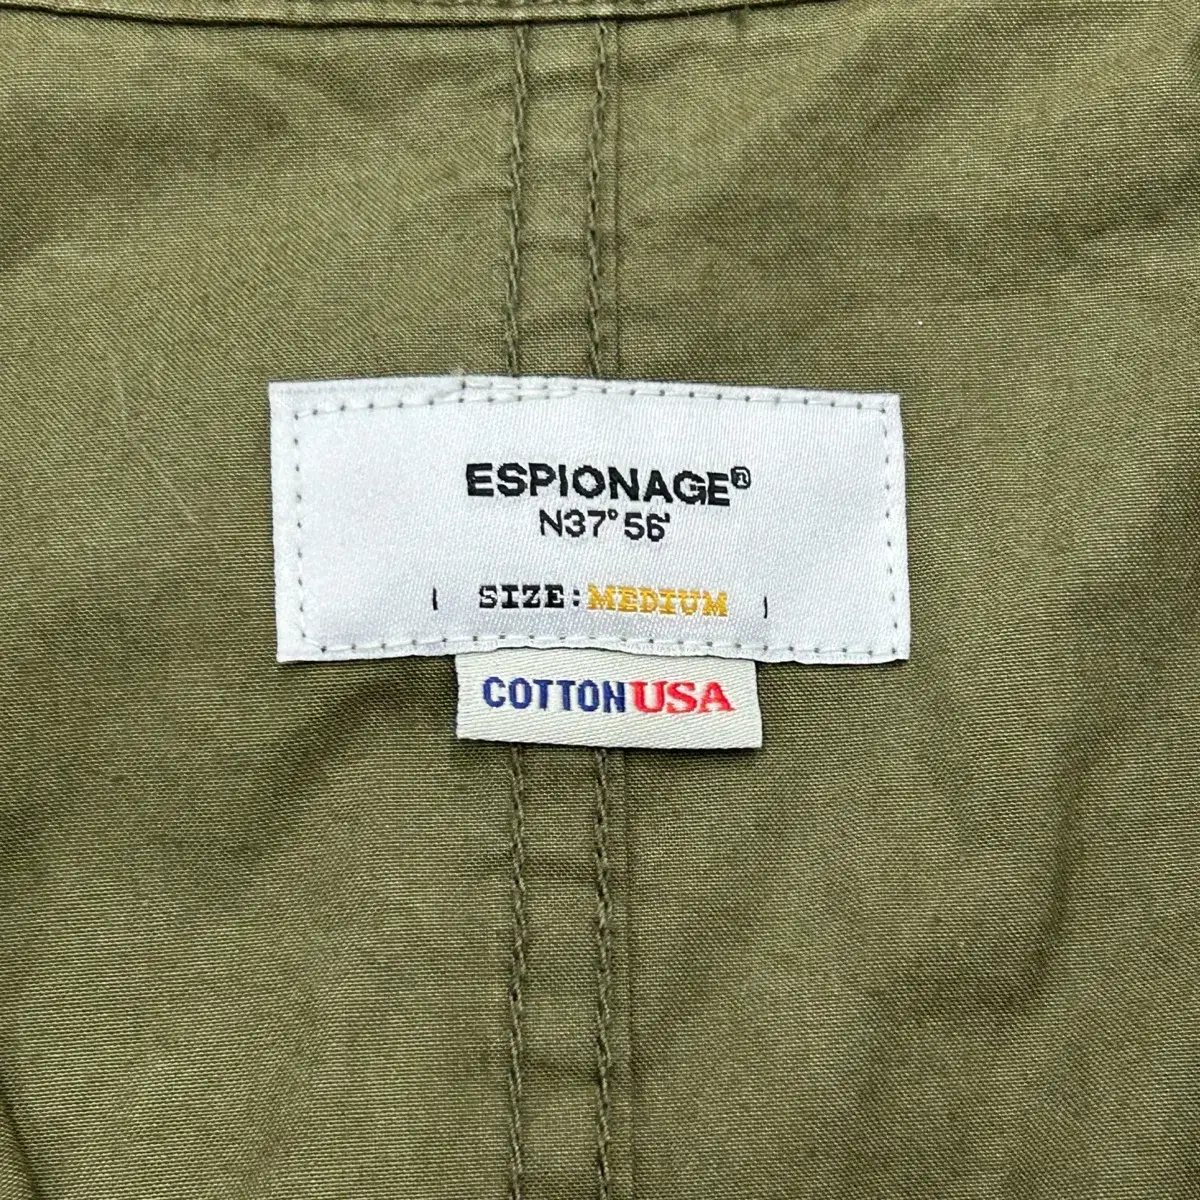 ESPIONAGE®
N37°56'
SIZE:MEDIUM
COTTON USA